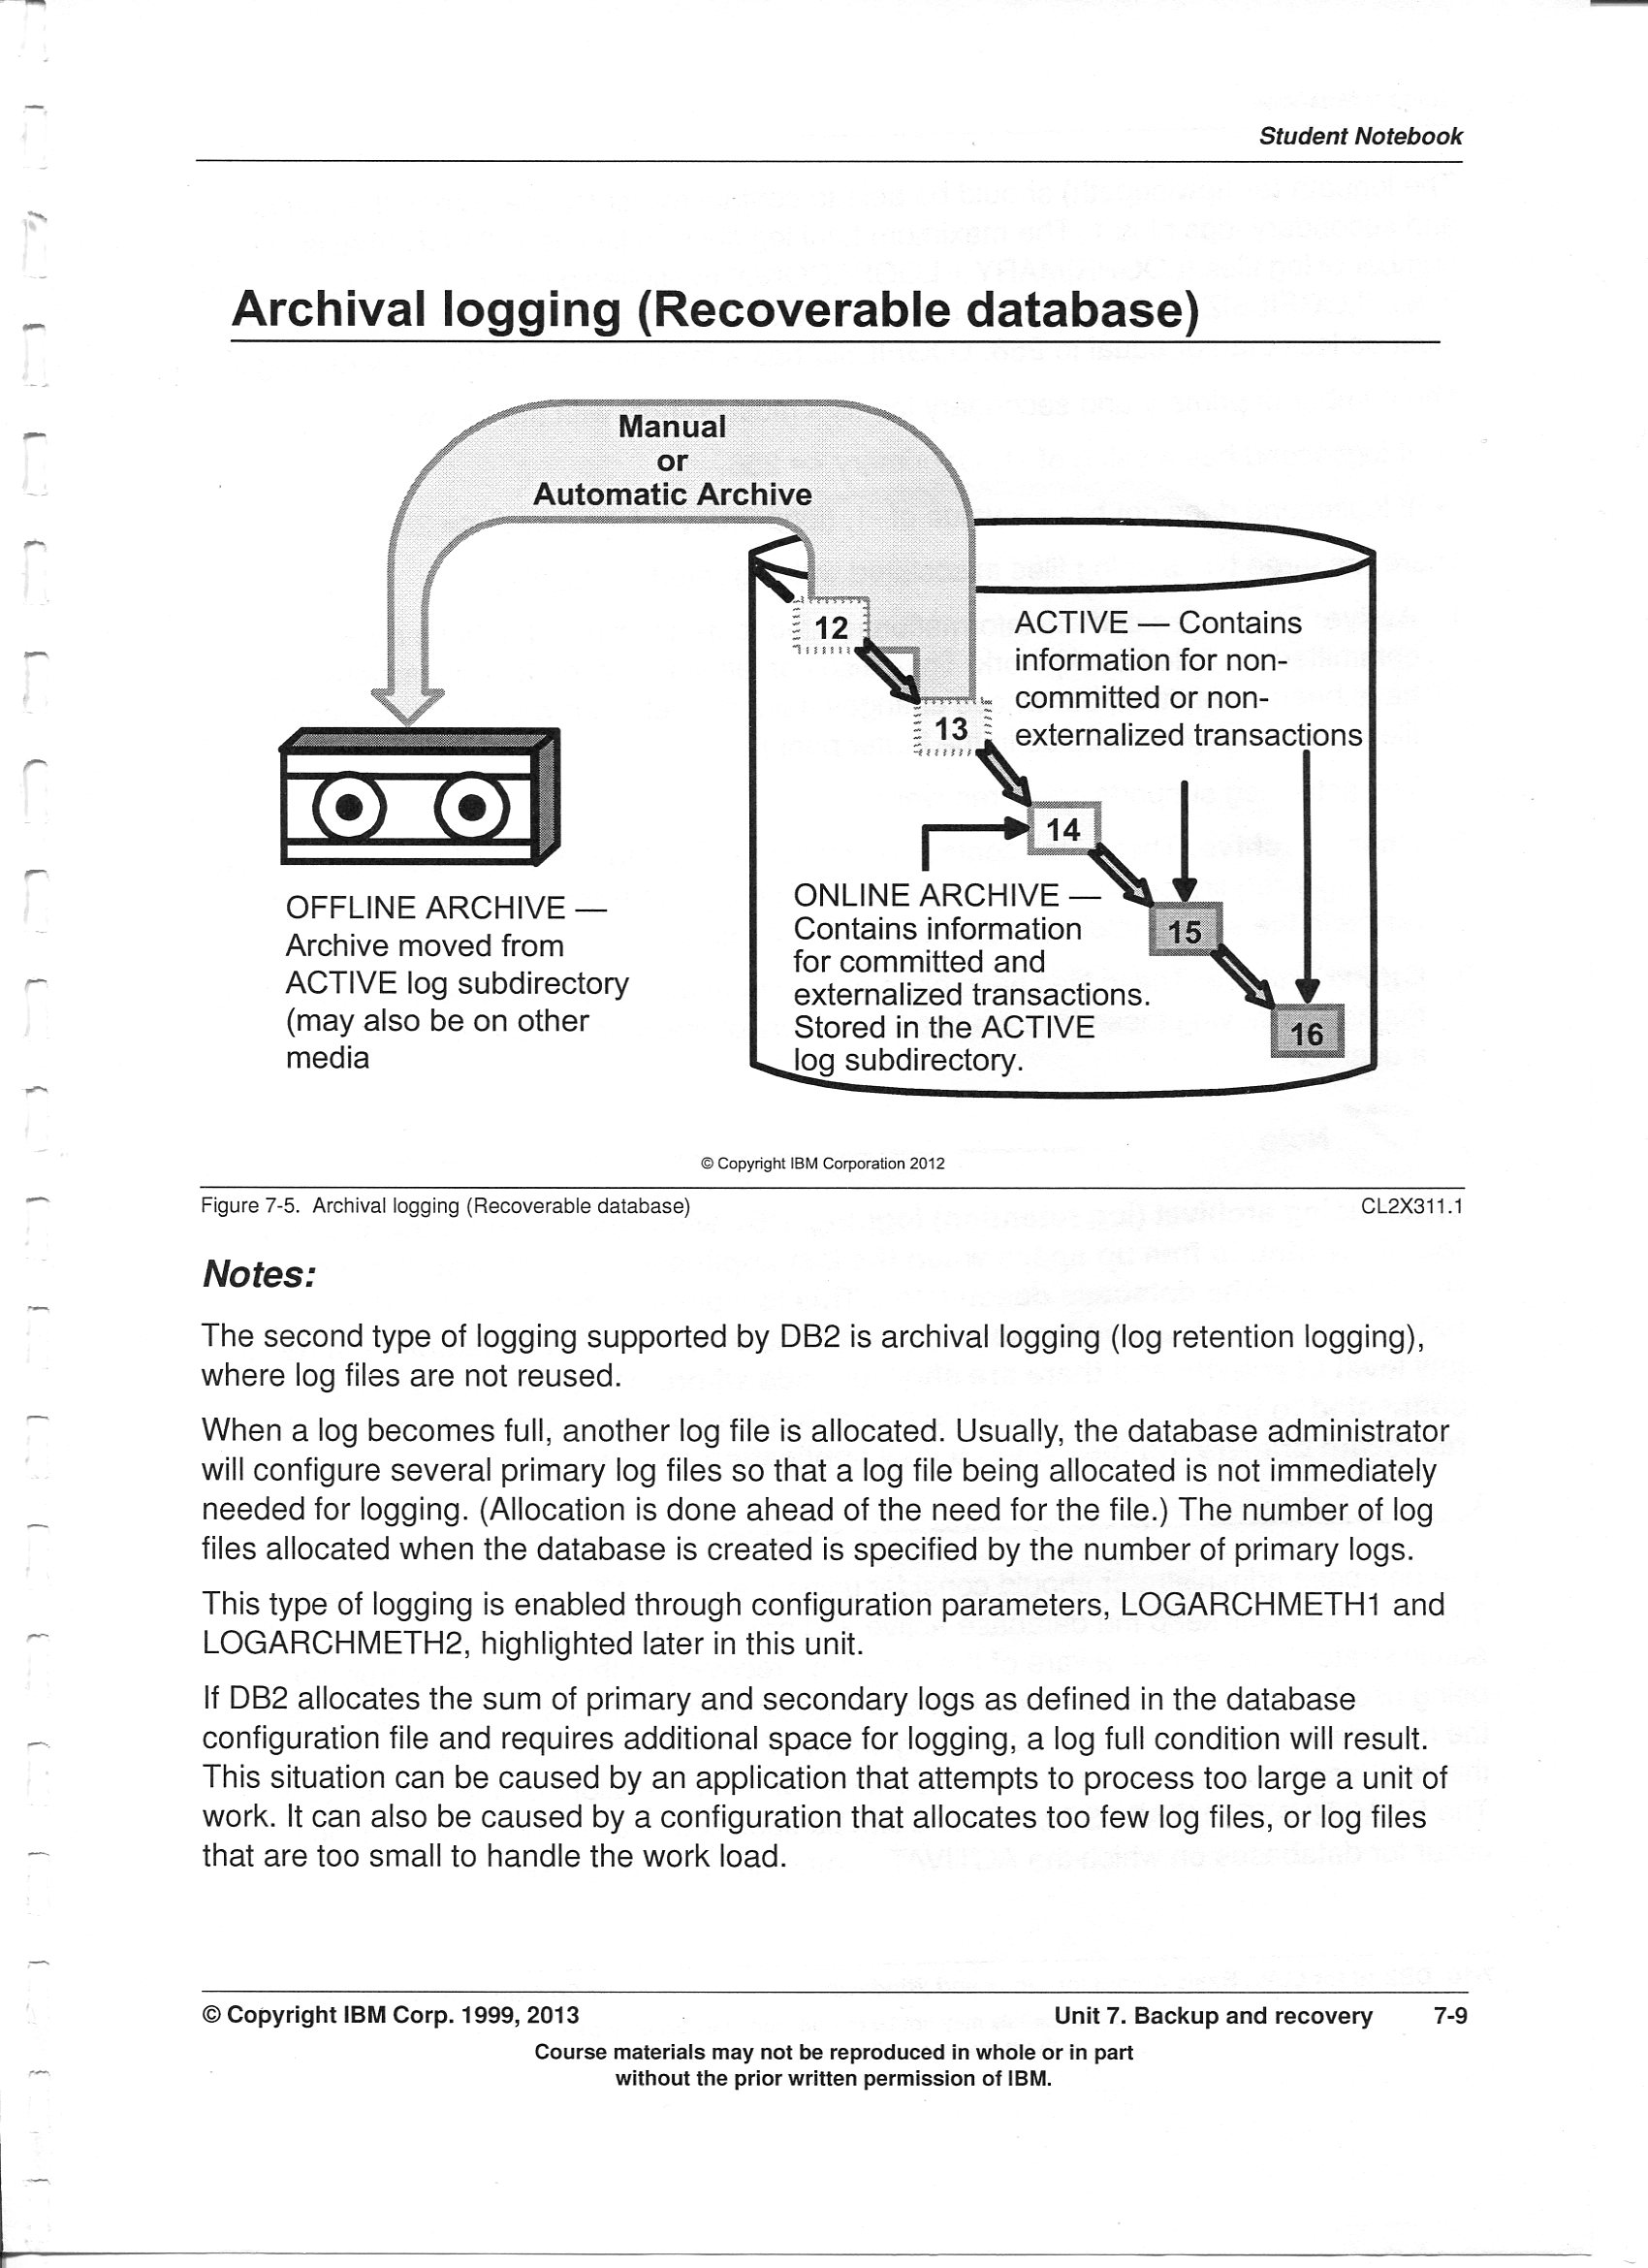 Student Notebook
Archival logging (Recoverable database)
Manual
or
Automatic Archive
12
13
14
15
16
ACTIVE — Contains
information for non-
committed or non-
externalized transactions
ONLINE ARCHIVE —
Contains information
for committed and
externalized transactions.
Stored in the ACTIVE
log subdirectory.
OFFLINE ARCHIVE —
Archive moved from
ACTIVE log subdirectory
(may also be on other
media
© Copyright IBM Corporation 2012
Figure 7-5. Archival logging (Recoverable database) CL2X311.1
Notes:
The second type of logging supported by DB2 is archival logging (log retention logging),
where log files are not reused.
When a log becomes full, another log file is allocated. Usually, the database administrator
will configure several primary log files so that a log file being allocated is not immediately
needed for logging. (Allocation is done ahead of the need for the file.) The number of log
files allocated when the database is created is specified by the number of primary logs.
This type of logging is enabled through configuration parameters, LOGARCHMETH1 and
LOGARCHMETH2, highlighted later in this unit.
If DB2 allocates the sum of primary and secondary logs as defined in the database
configuration file and requires additional space for logging, a log full condition will result.
This situation can be caused by an application that attempts to process too large a unit of
work. It can also be caused by a configuration that allocates too few log files, or log files
that are too small to handle the work load.
© Copyright IBM Corp. 1999, 2013 Unit 7. Backup and recovery 7-9
Course materials may not be reproduced in whole or in part
without the prior written permission of IBM.